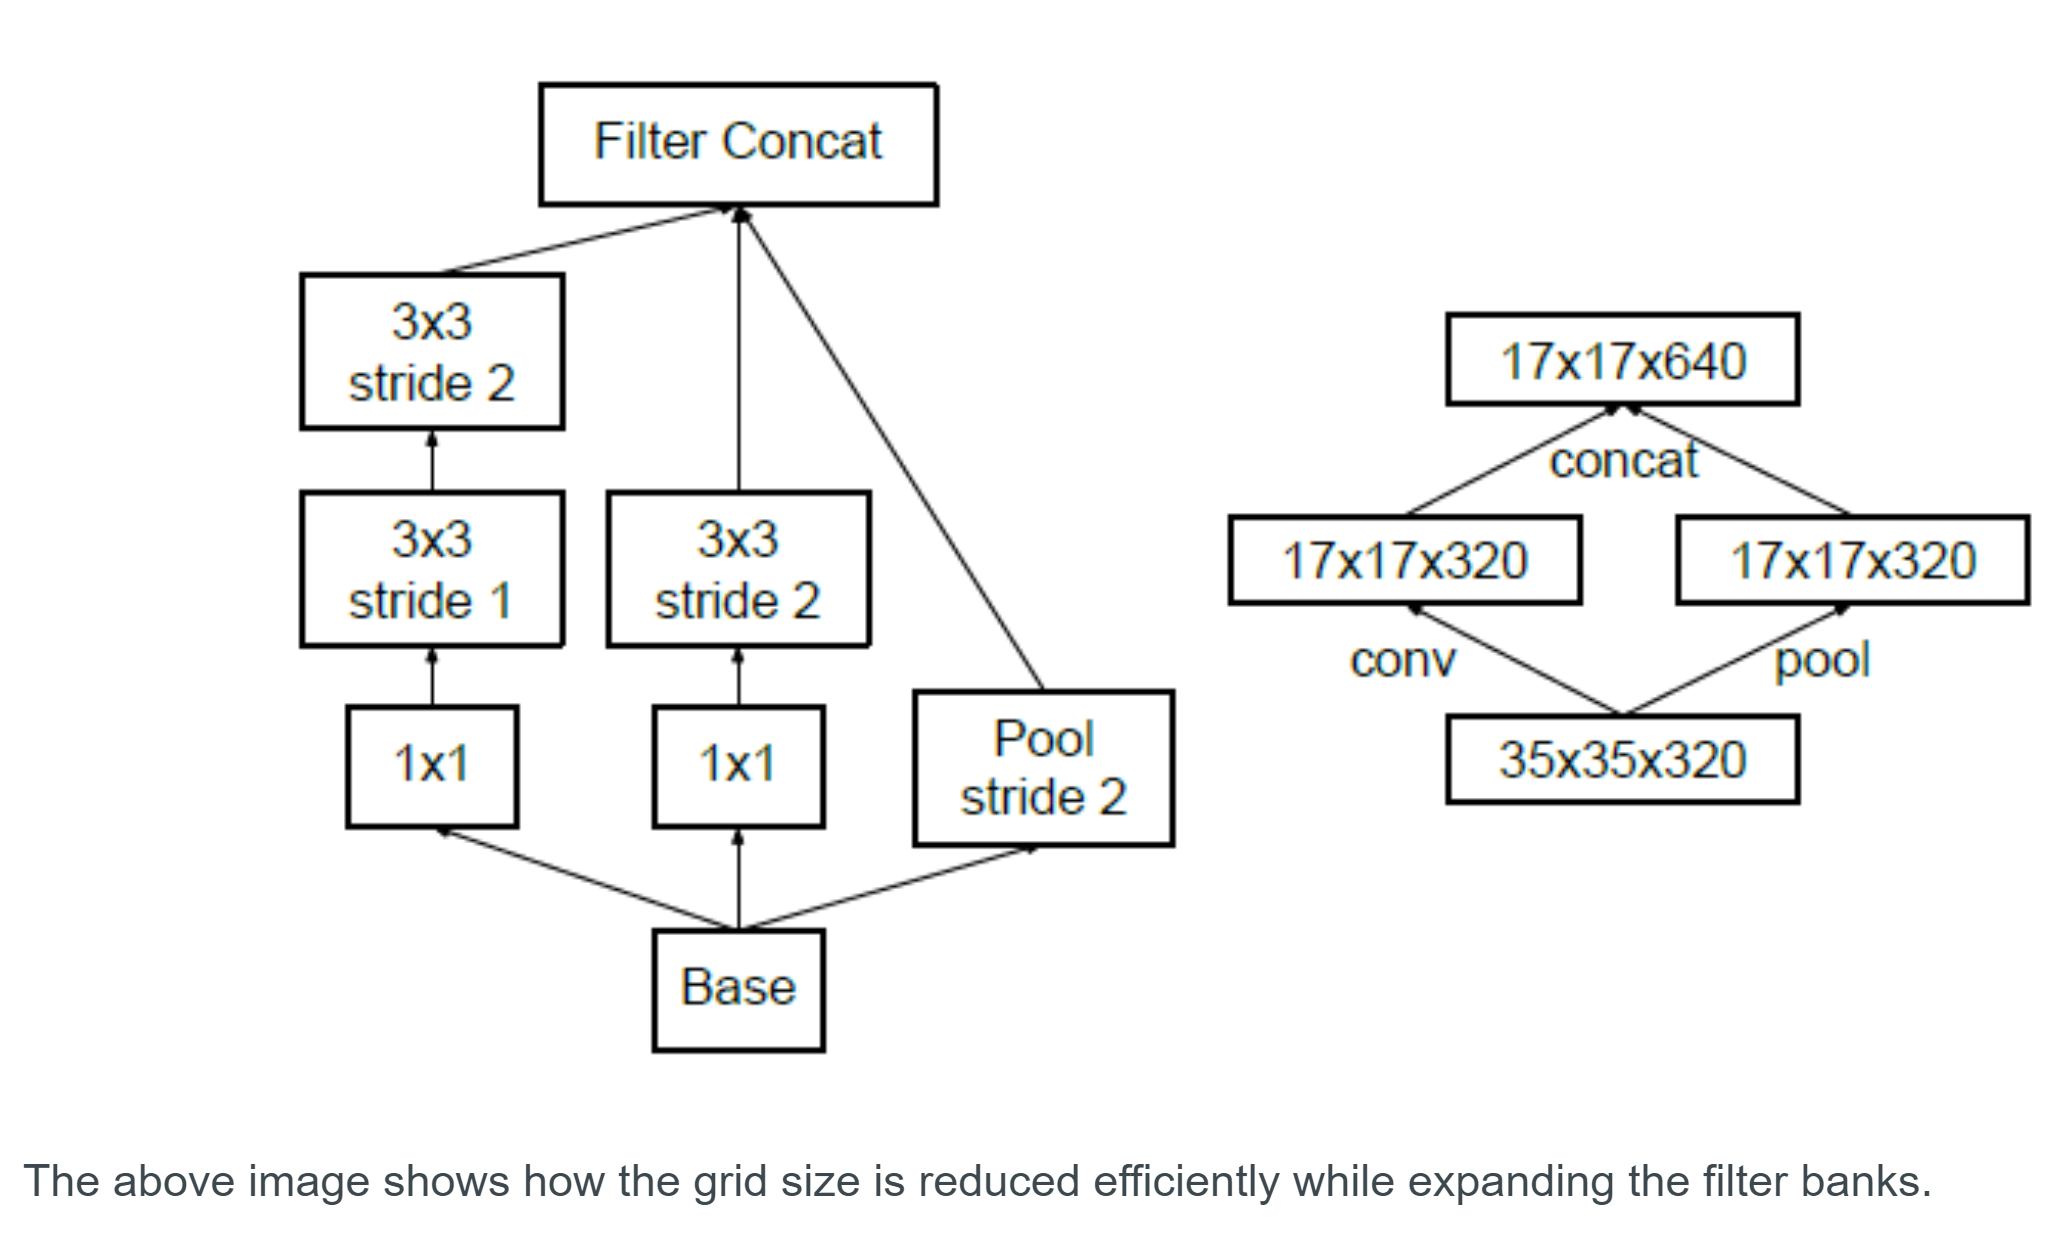 Filter Concat
3x3
stride 2
3x3
stride 1
3x3
stride 2
1x1
1x1
Pool
stride 2
Base
17x17x640
concat
17x17x320
17x17x320
conv
pool
35x35x320
The above image shows how the grid size is reduced efficiently while expanding the filter banks.